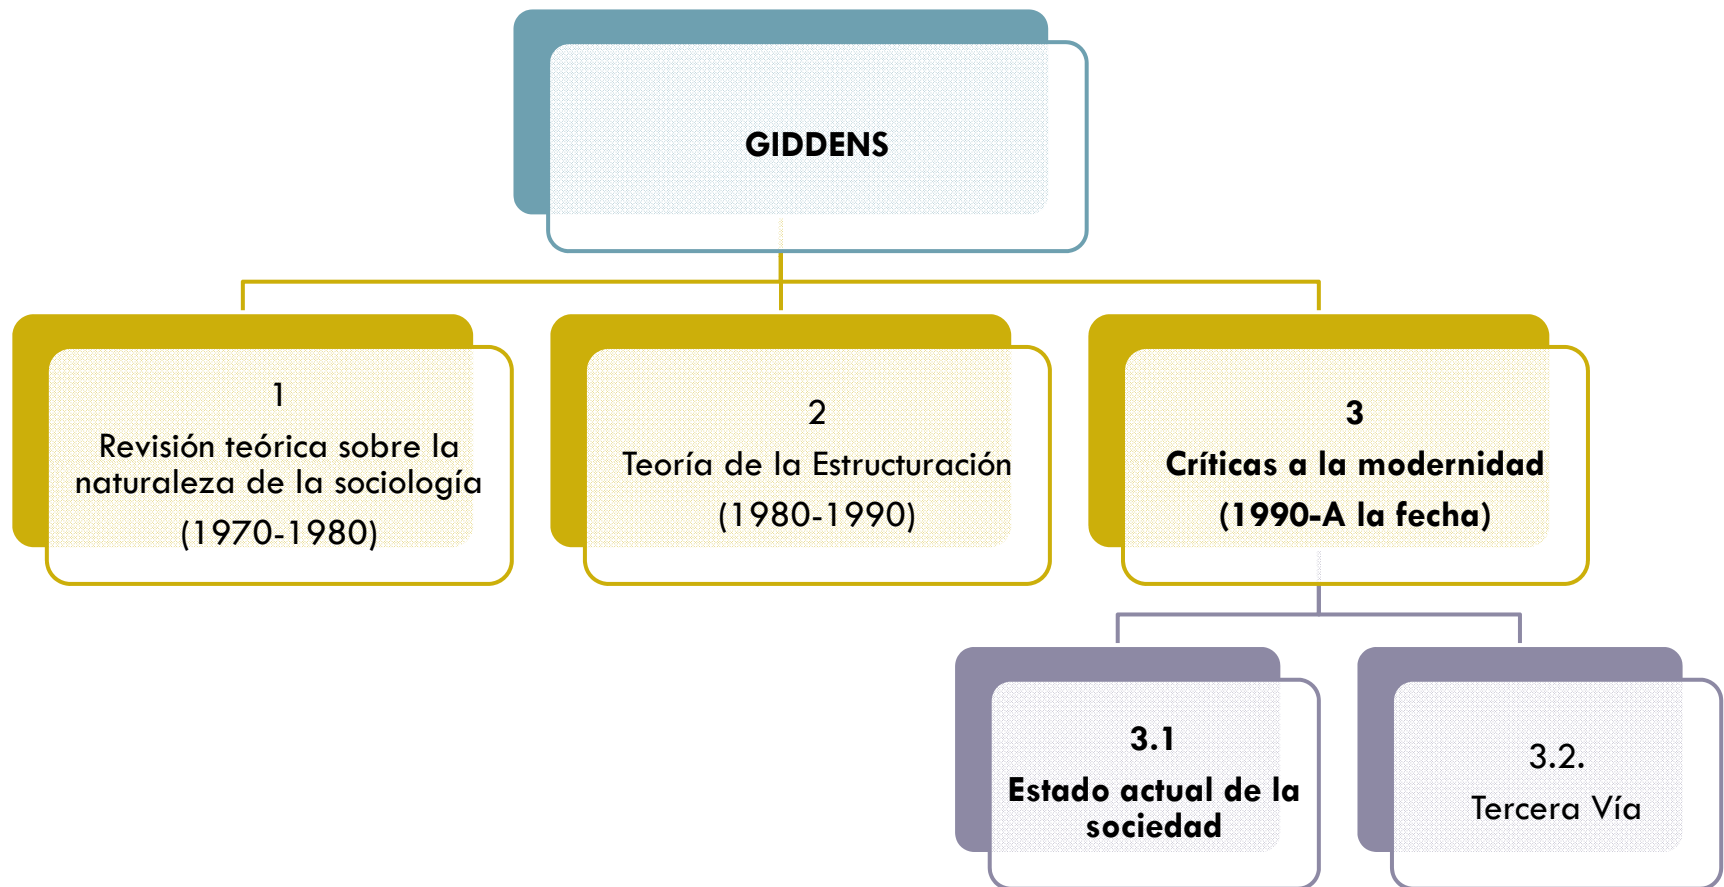 GIDDENS
1
Revisión teórica sobre la
naturaleza de la sociología
(1970-1980)
2
Teoría de la Estructuración
(1980-1990)
3
Críticas a la modernidad
(1990-A la fecha)
3.1
Estado actual de la
sociedad
3.2.
Tercera Vía